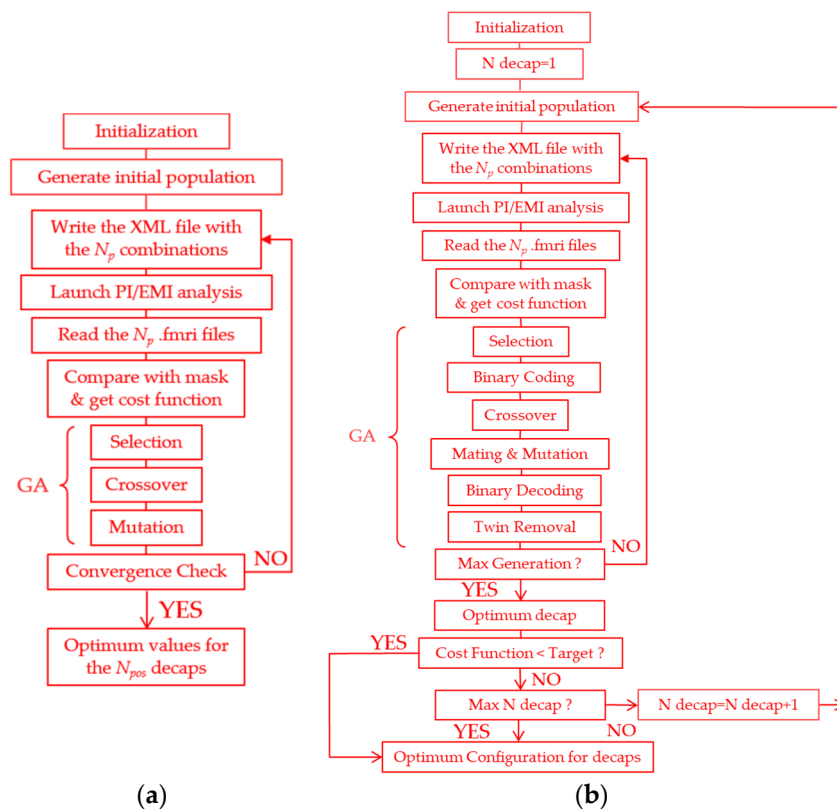 Initialization
Generate initial population
Write the XML file with
the Np combinations
Launch PI/EMI analysis
Read the Np .fmri files
Compare with mask
& get cost function
GA
Selection
Crossover
Mutation
Convergence Check
NO
YES
Optimum values for
the Npos decaps
(a)
Initialization
N decap=1
Generate initial population
Write the XML file with
the Np combinations
Launch PI/EMI analysis
Read the Np .fmri files
Compare with mask
& get cost function
GA
Selection
Binary Coding
Crossover
Mating & Mutation
Binary Decoding
Twin Removal
Max Generation ?
NO
YES
Optimum decap
YES
Cost Function < Target ?
NO
Max N decap ?
N decap=N decap+1
YES
NO
Optimum Configuration for decaps
(b)